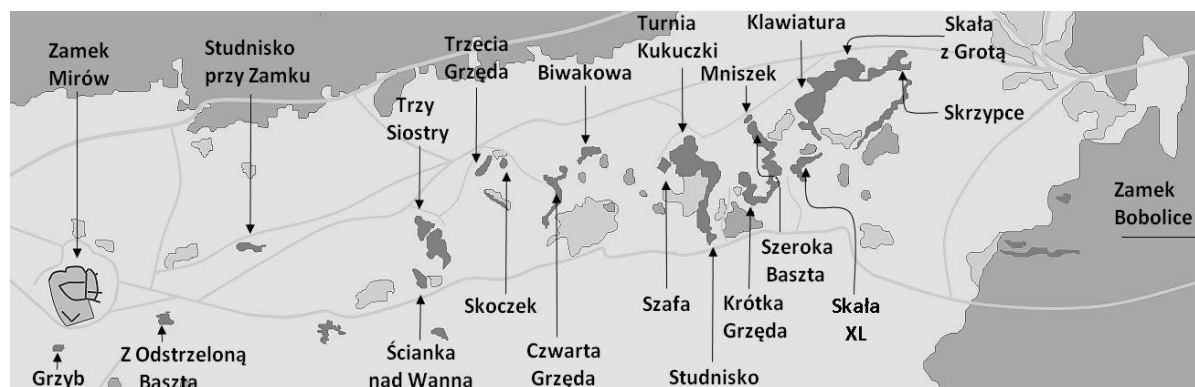 Zamek
Mirów
Studnisko
przy Zamku
Trzecia
Grzęda
Trzy
Siostry
Biwakowa
Turnia
Kukuczki
Mniszek
Klawiatura
Skała
z Grotą
Skrzypce
Zamek
Bobolice
Grzyb
Z Odstrzeloną
Basztą
Ścianka
nad Wanną
Skoczek
Czwarta
Grzęda
Szafa
Studnisko
Krótka
Grzęda
Szeroka
Baszta
Skała
XL